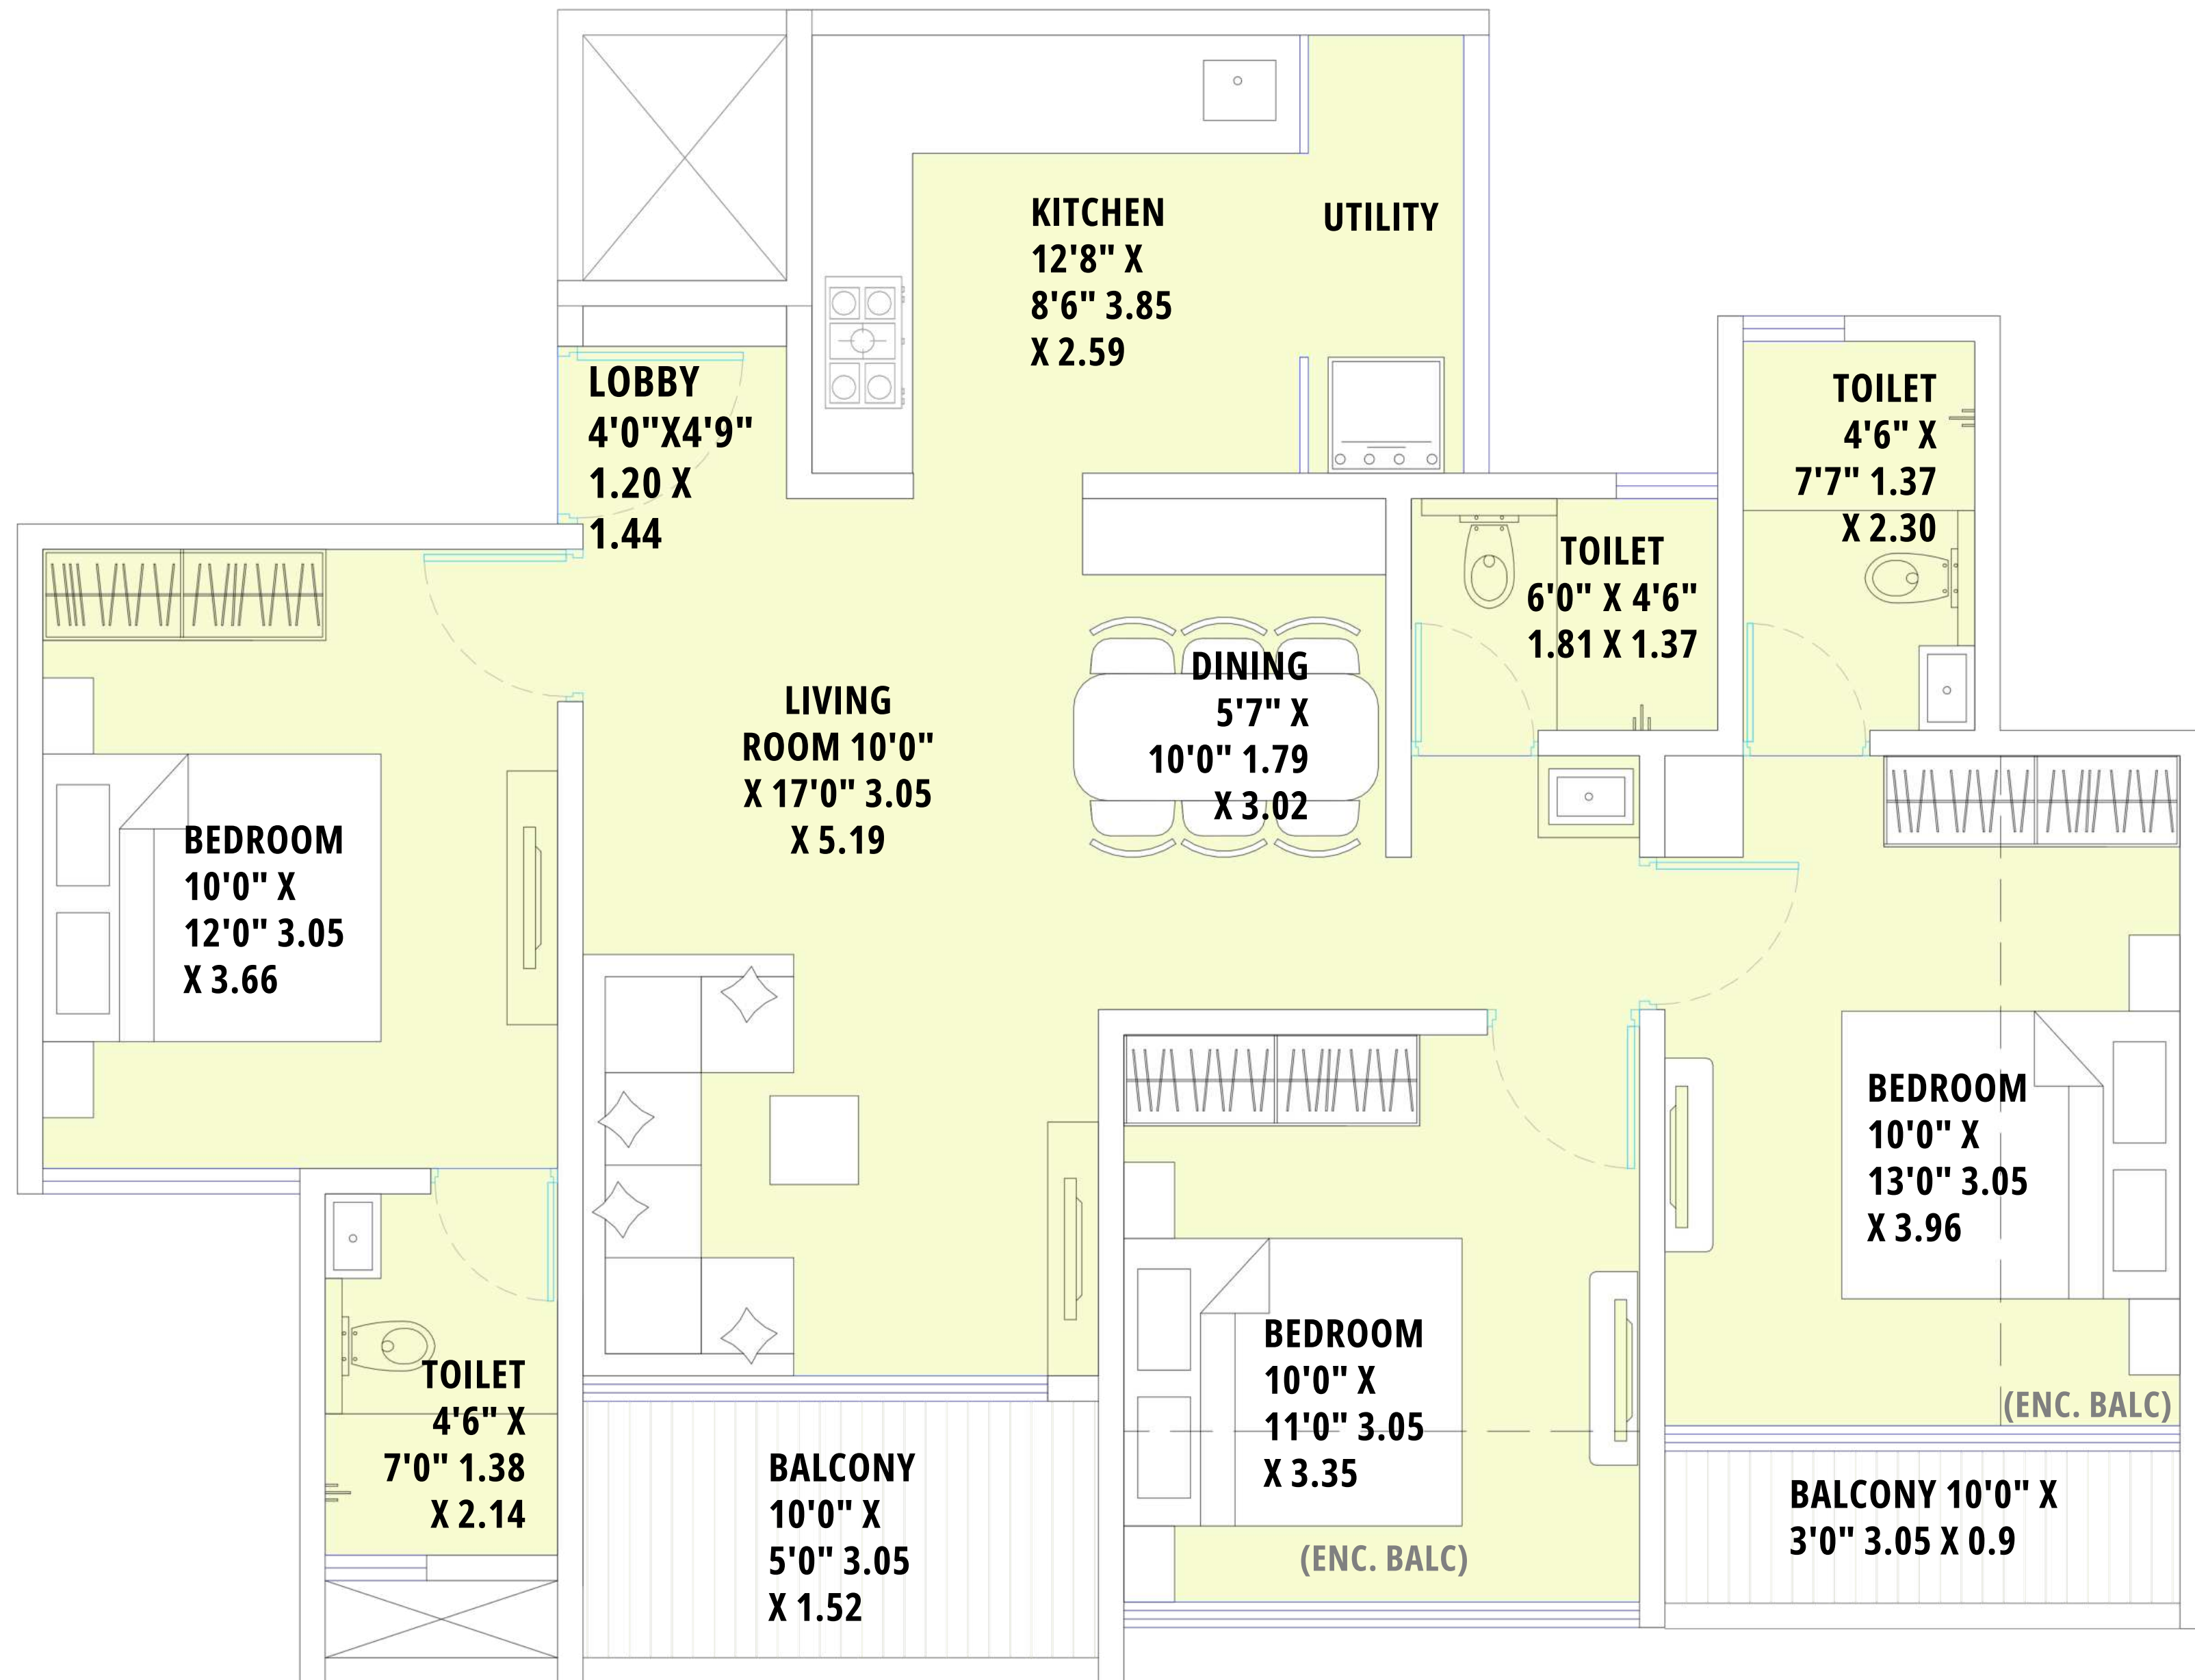 KITCHEN
12'8" X
8'6" 3.85
X 2.59
UTILITY
LOBBY
4'0"X4'9"
1.20 X
1.44
TOILET
4'6" X
7'7" 1.37
X 2.30
TOILET
6'0" X 4'6"
1.81 X 1.37
LIVING
ROOM 10'0"
X 17'0" 3.05
X 5.19
DINING
5'7" X
10'0" 1.79
X 3.02
BEDROOM
10'0" X
12'0" 3.05
X 3.66
BEDROOM
10'0" X
13'0" 3.05
X 3.96
(ENC. BALC)
BEDROOM
10'0" X
11'0" 3.05
X 3.35
(ENC. BALC)
TOILET
4'6" X
7'0" 1.38
X 2.14
BALCONY
10'0" X
5'0" 3.05
X 1.52
BALCONY 10'0" X
3'0" 3.05 X 0.9